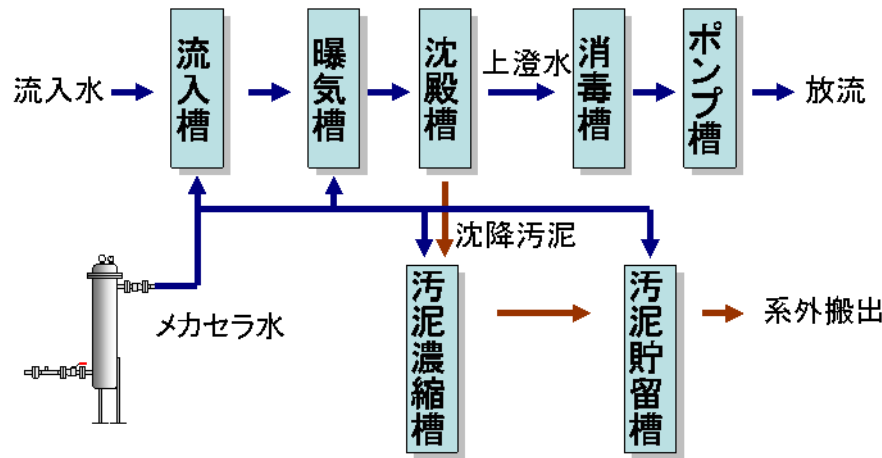 流入水
流入槽
曝気槽
沈殿槽
上澄水
消毒槽
ポンプ槽
放流
沈降汚泥
メカセラ水
汚泥濃縮槽
汚泥貯留槽
系外搬出